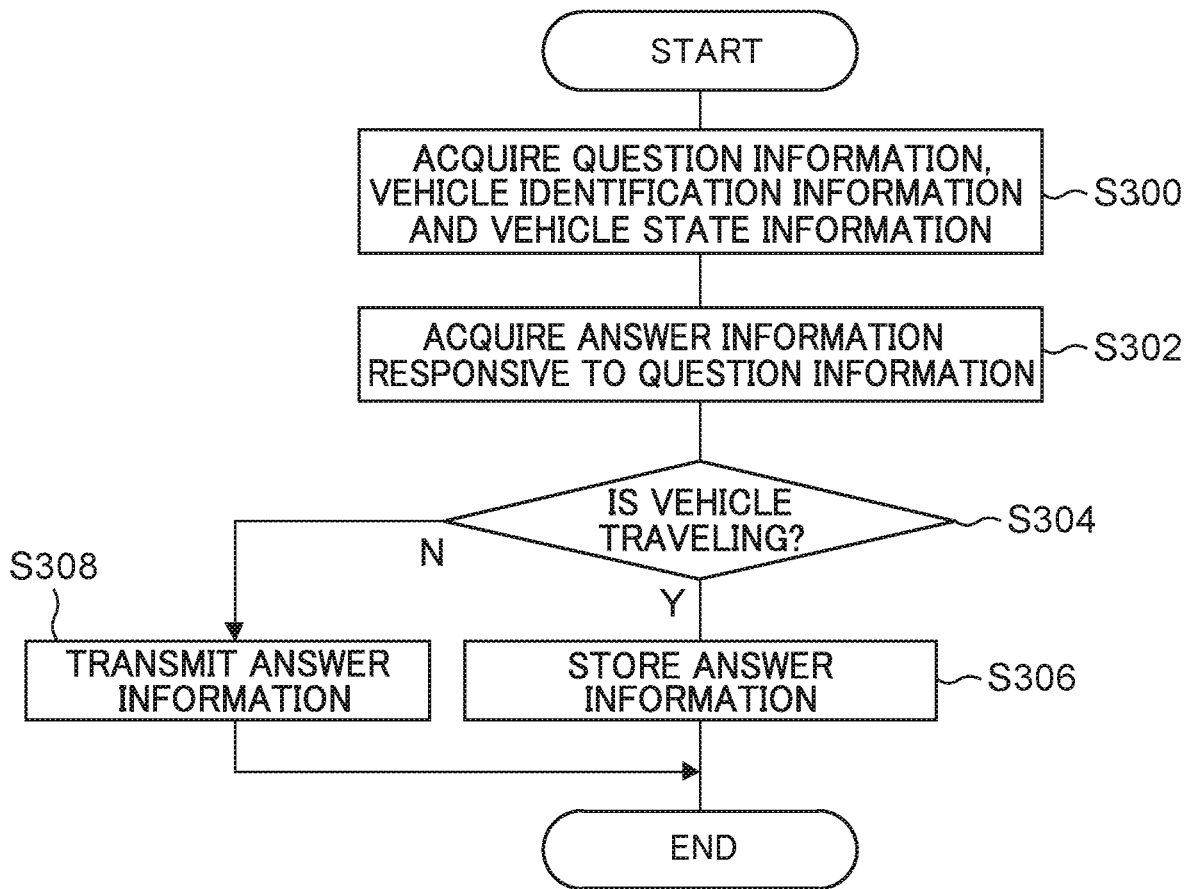 START
ACQUIRE QUESTION INFORMATION,
VEHICLE IDENTIFICATION INFORMATION
AND VEHICLE STATE INFORMATION
S300
ACQUIRE ANSWER INFORMATION
RESPONSIVE TO QUESTION INFORMATION
S302
IS VEHICLE
TRAVELING?
S304
N
Y
S308
TRANSMIT ANSWER
INFORMATION
STORE ANSWER
INFORMATION
S306
END